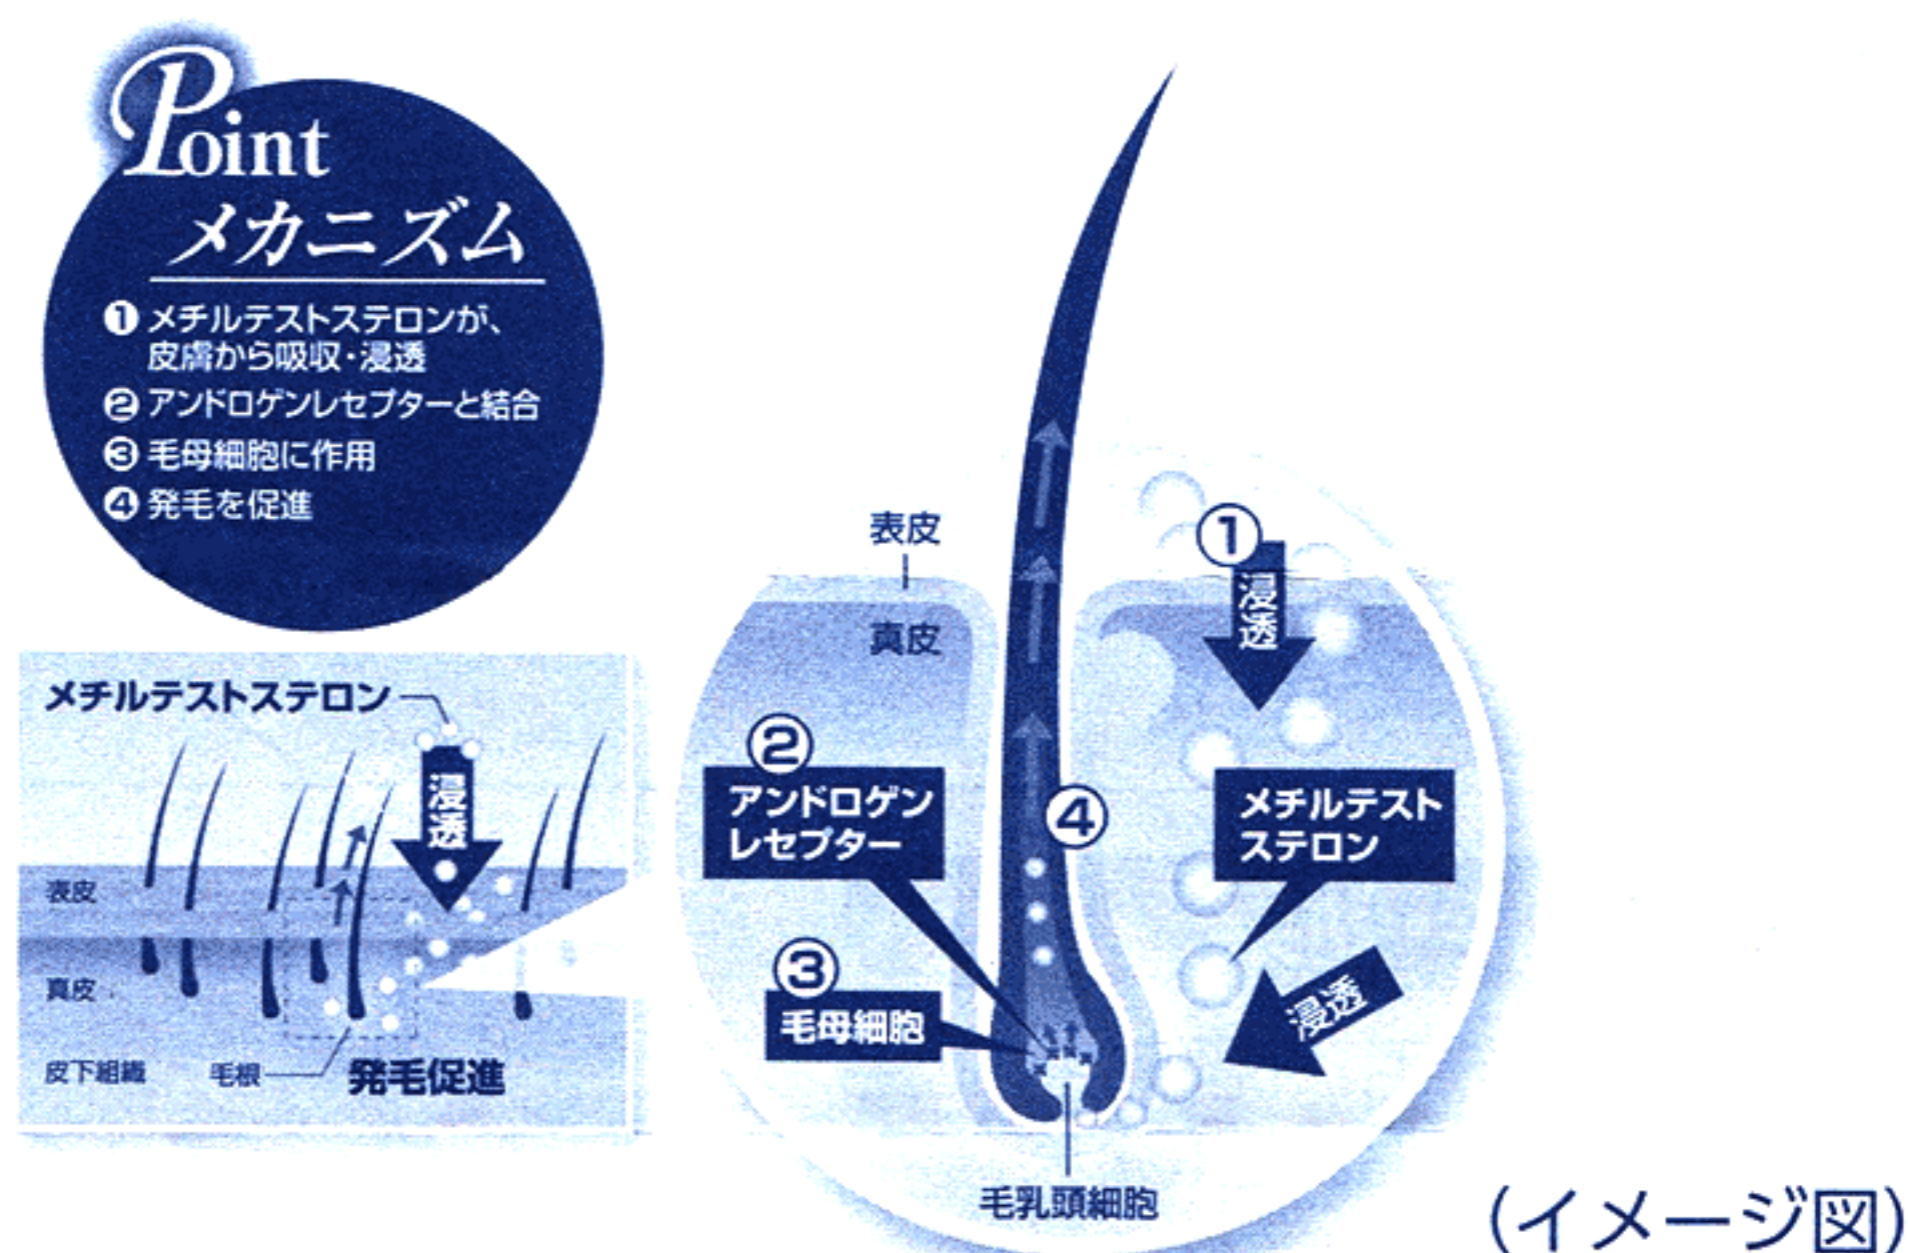 Point
メカニズム
① メチルテストステロンが、
皮膚から吸収・浸透
② アンドロゲンレセプターと結合
③ 毛母細胞に作用
④ 発毛を促進
メチルテストステロン
浸透
表皮
真皮
皮下組織
毛根
発毛促進
表皮
真皮
①
浸透
②
アンドロゲン
レセプター
④
メチルテスト
ステロン
③
毛母細胞
浸透
毛乳頭細胞
(イメージ図)